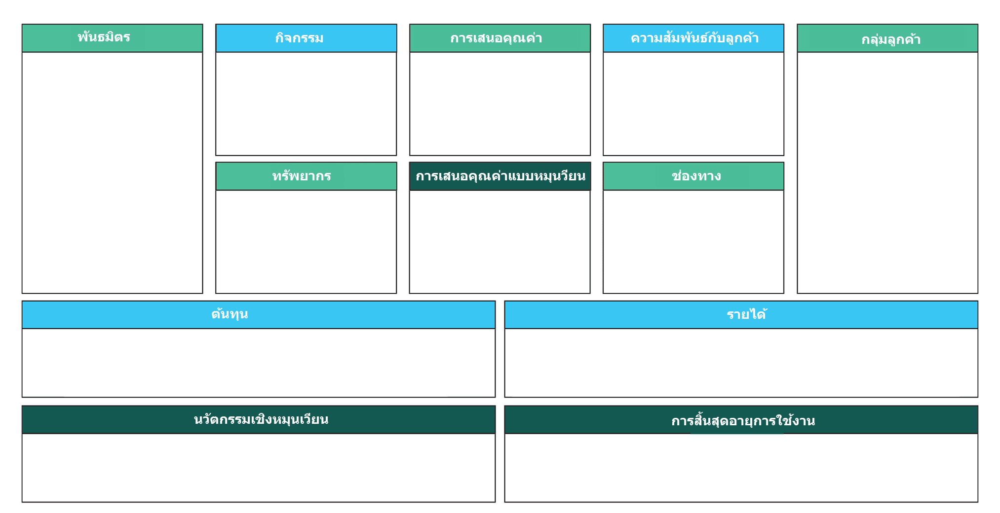 พันธมิตร
กิจกรรม
การเสนอคุณค่า
ความสัมพันธ์กับลูกค้า
กลุ่มลูกค้า
ทรัพยากร
การเสนอคุณค่าแบบหมุนวียน
ช่องทาง
ต้นทุน
รายได้
นวัตกรรมเชิงหมุนเวียน
การสิ้นสุดอายุการใช้งาน